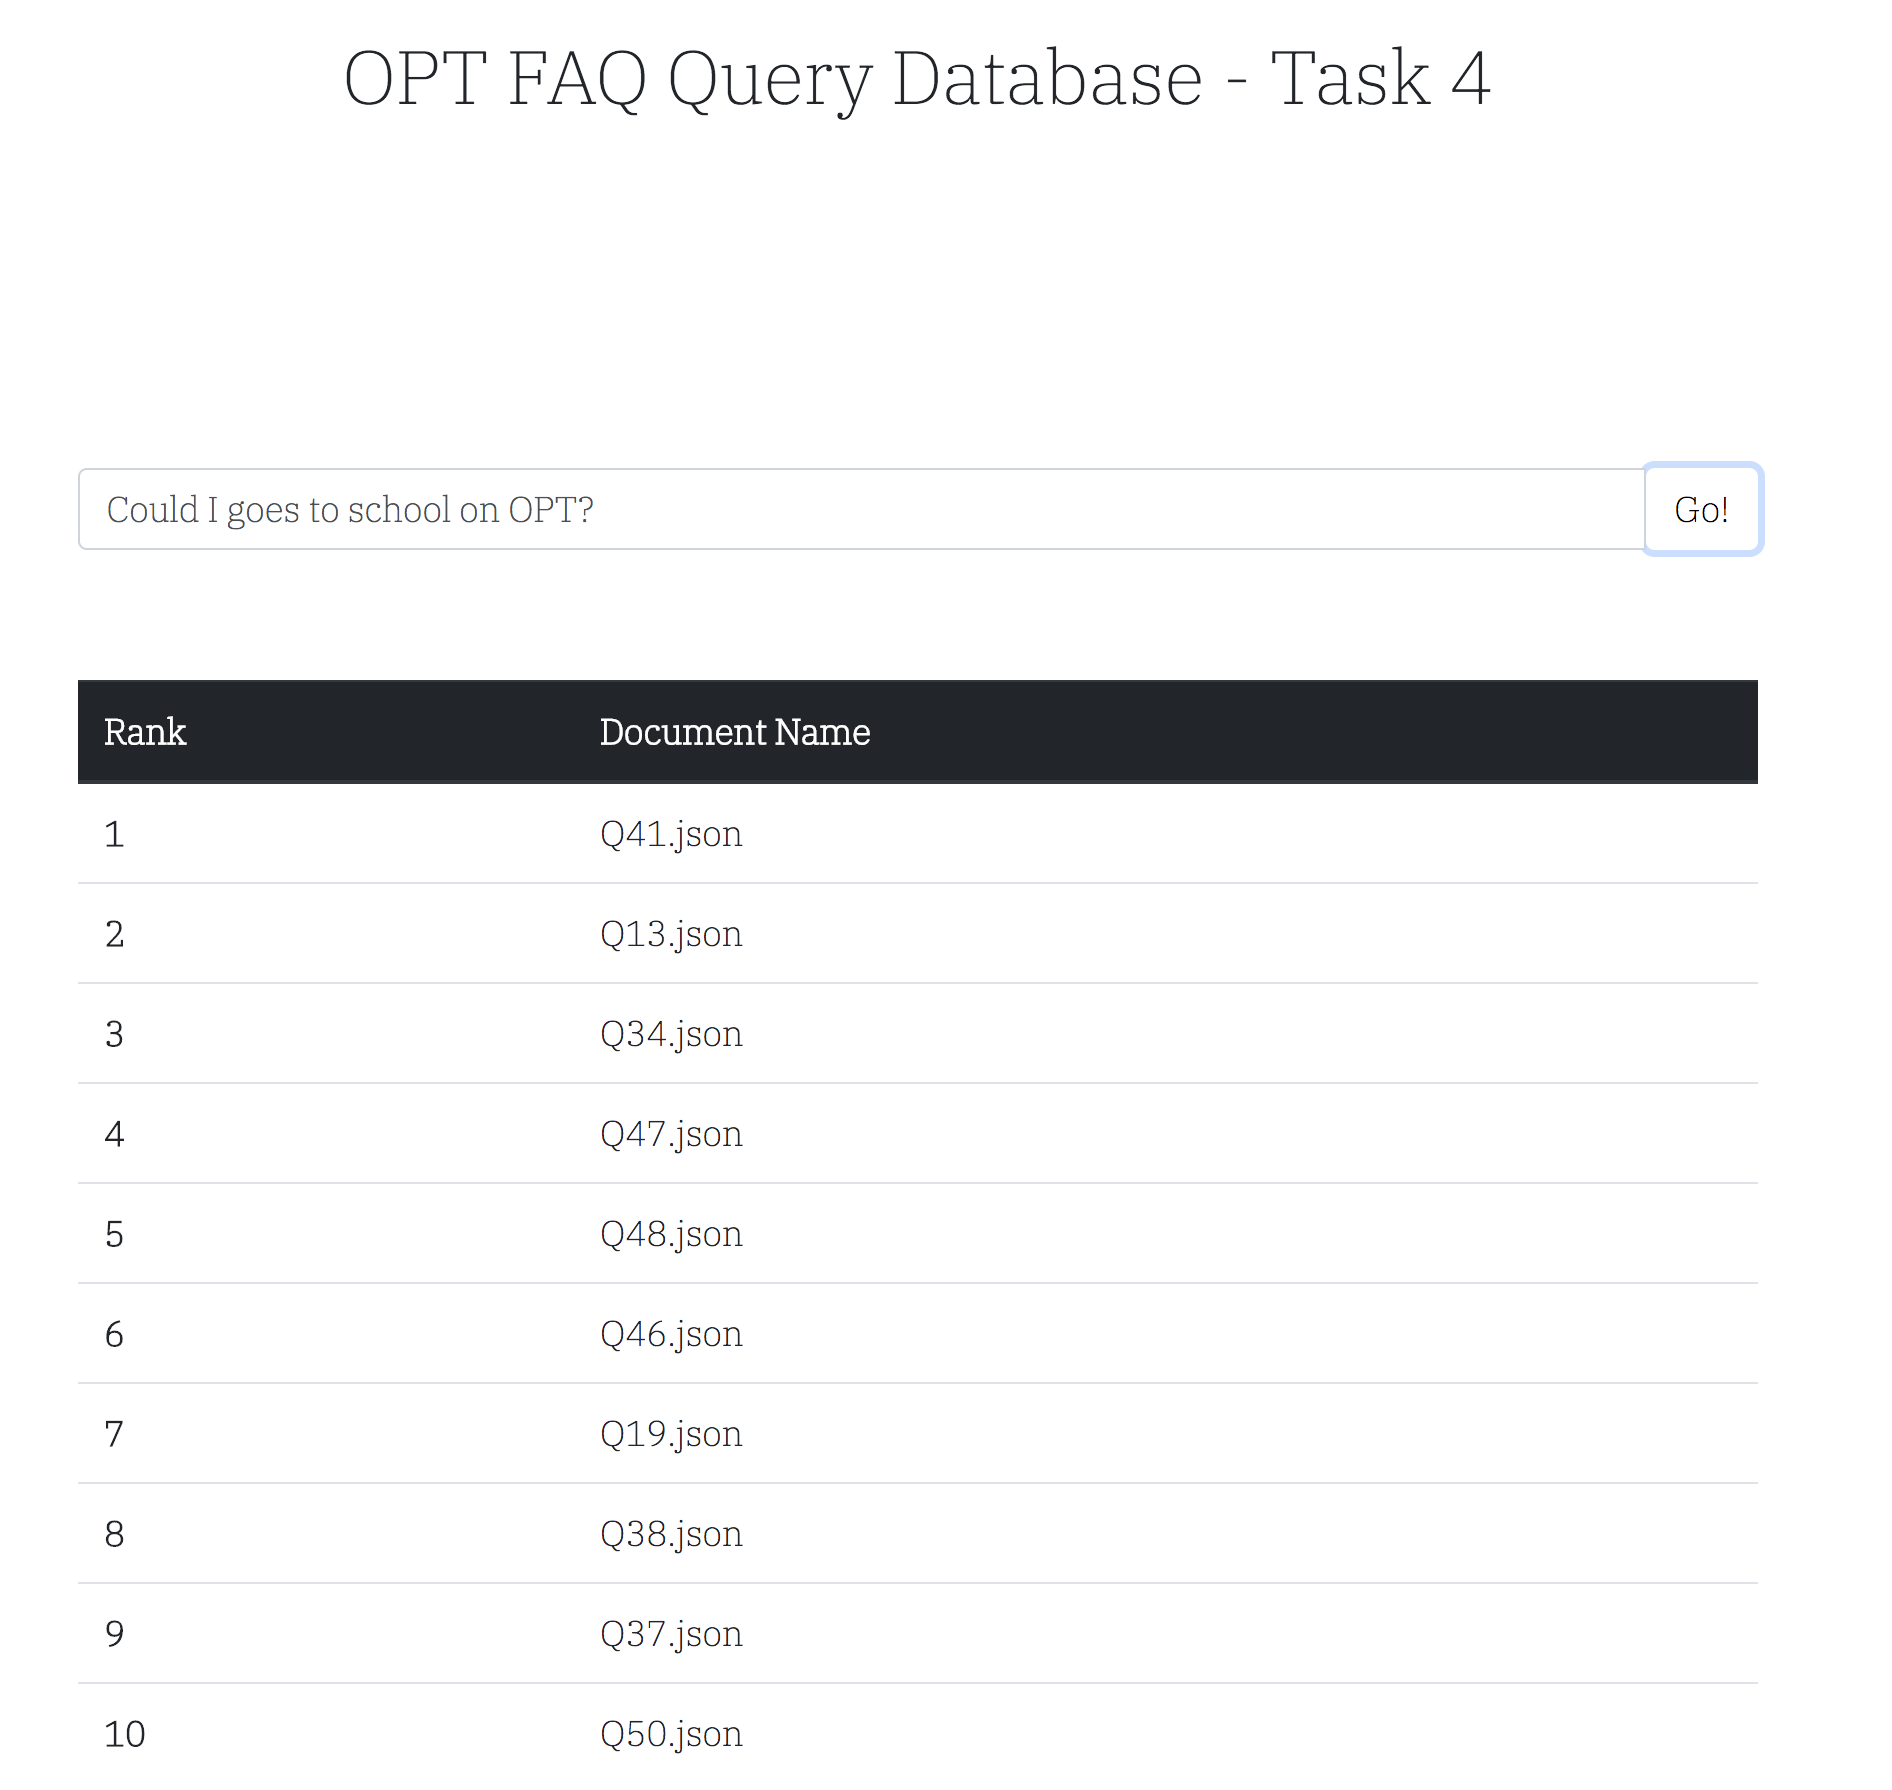 OPT FAQ Query Database - Task 4
Could I goes to school on OPT? Go!
Rank Document Name
1 Q41.json
2 Q13.json
3 Q34.json
4 Q47.json
5 Q48.json
6 Q46.json
7 Q19.json
8 Q38.json
9 Q37.json
10 Q50.json